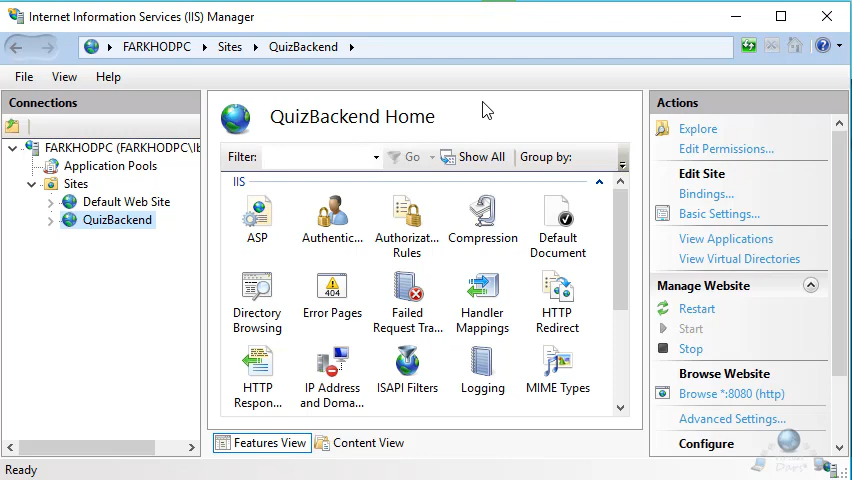 Internet Information Services (IIS) Manager
FARKHODPC
Sites
QuizBackend
File
View
Help
Connections
FARKHODPC (FARKHODPC\Ib
Application Pools
Sites
Default Web Site
QuizBackend
QuizBackend Home
Filter:
Go
Show All
Group by:
IIS
ASP
Authentic...
Authorizat...
Rules
Compression
Default
Document
Directory
Browsing
Error Pages
404
Failed
Request Tra...
Handler
Mappings
HTTP
Redirect
HTTP
Respon...
IP Address
and Doma...
ISAPI Filters
Logging
MIME Types
Features View
Content View
Actions
Explore
Edit Permissions...
Edit Site
Bindings...
Basic Settings...
View Applications
View Virtual Directories
Manage Website
Restart
Start
Stop
Browse Website
Browse *:8080 (http)
Advanced Settings...
Configure
Ready